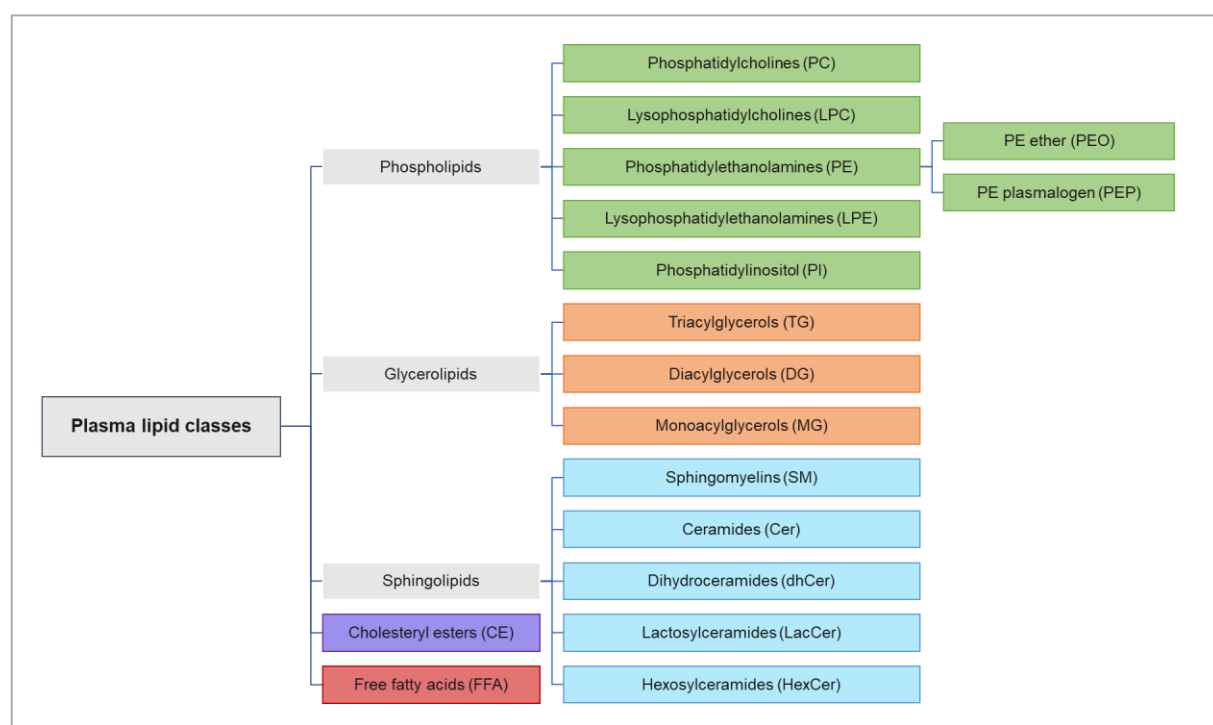 Phosphatidylcholines (PC)
Lysophosphatidylcholines (LPC)
PE ether (PEO)
Phospholipids
Phosphatidylethanolamines (PE)
PE plasmalogen (PEP)
Lysophosphatidylethanolamines (LPE)
Phosphatidylinositol (PI)
Triacylglycerols (TG)
Glycerolipids
Diacylglycerols (DG)
Plasma lipid classes
Monoacylglycerols (MG)
Sphingomyelins (SM)
Ceramides (Cer)
Sphingolipids
Dihydroceramides (dhCer)
Cholesteryl esters (CE)
Lactosylceramides (LacCer)
Free fatty acids (FFA)
Hexosylceramides (HexCer)